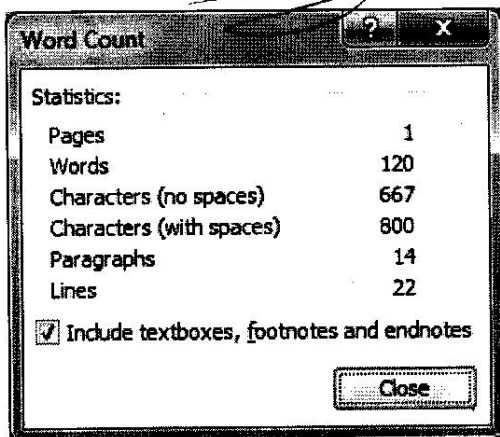 Word Count
? X
Statistics:
Pages 1
Words 120
Characters (no spaces) 667
Characters (with spaces) 800
Paragraphs 14
Lines 22
Include textboxes, footnotes and endnotes
Close